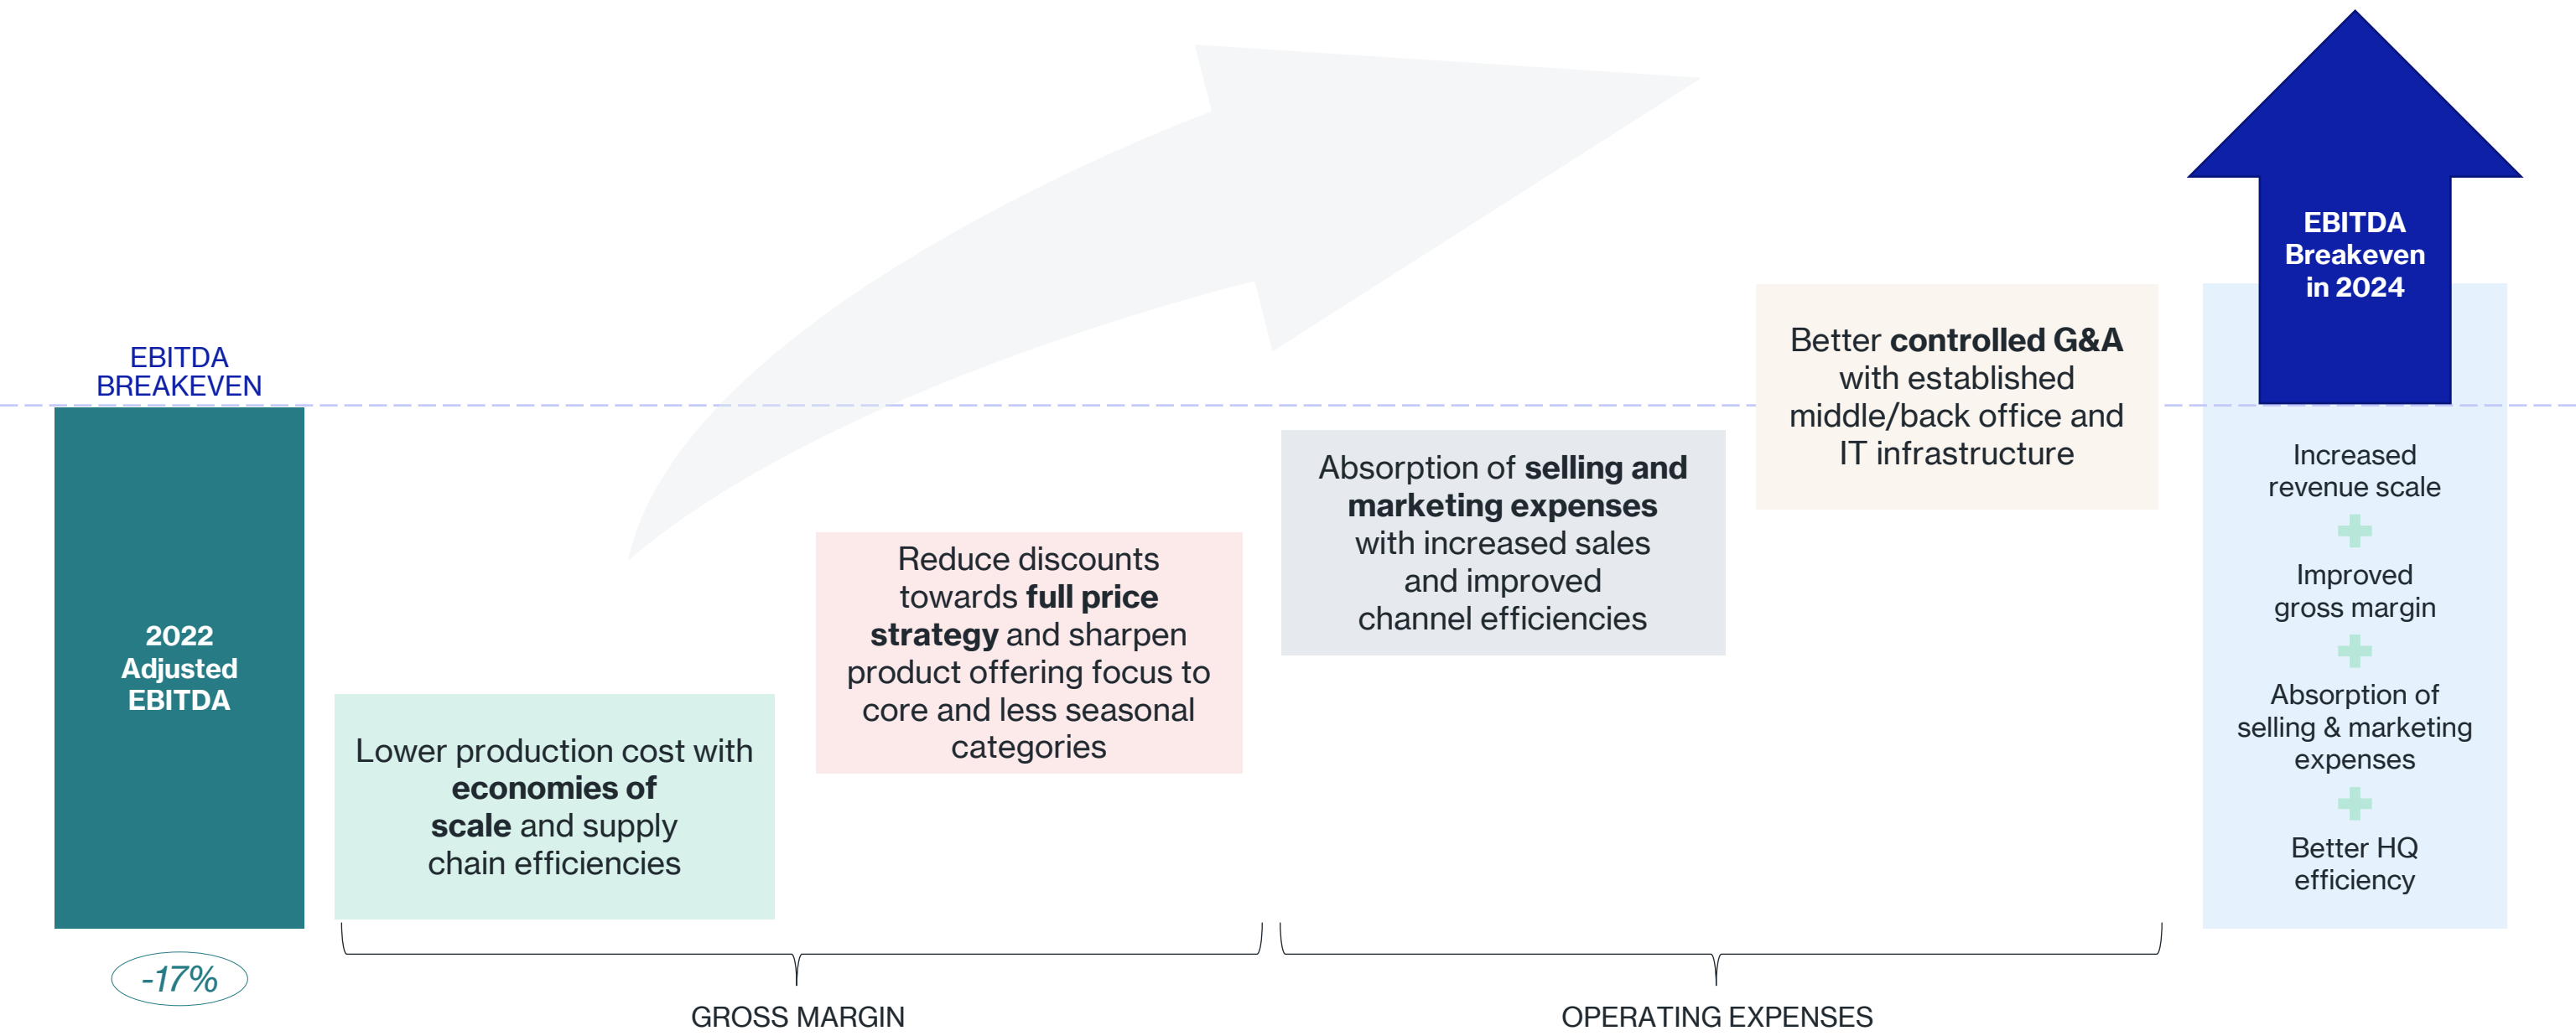 EBITDA
BREAKEVEN
2022
Adjusted
EBITDA
-17%
Lower production cost with
economies of
scale and supply
chain efficiencies
Reduce discounts
towards full price
strategy and sharpen
product offering focus to
core and less seasonal
categories
GROSS MARGIN
Absorption of selling and
marketing expenses
with increased sales
and improved
channel efficiencies
Better controlled G&A
with established
middle/back office and
IT infrastructure
OPERATING EXPENSES
EBITDA
Breakeven
in 2024
Increased
revenue scale
Improved
gross margin
Absorption of
selling & marketing
expenses
Better HQ
efficiency